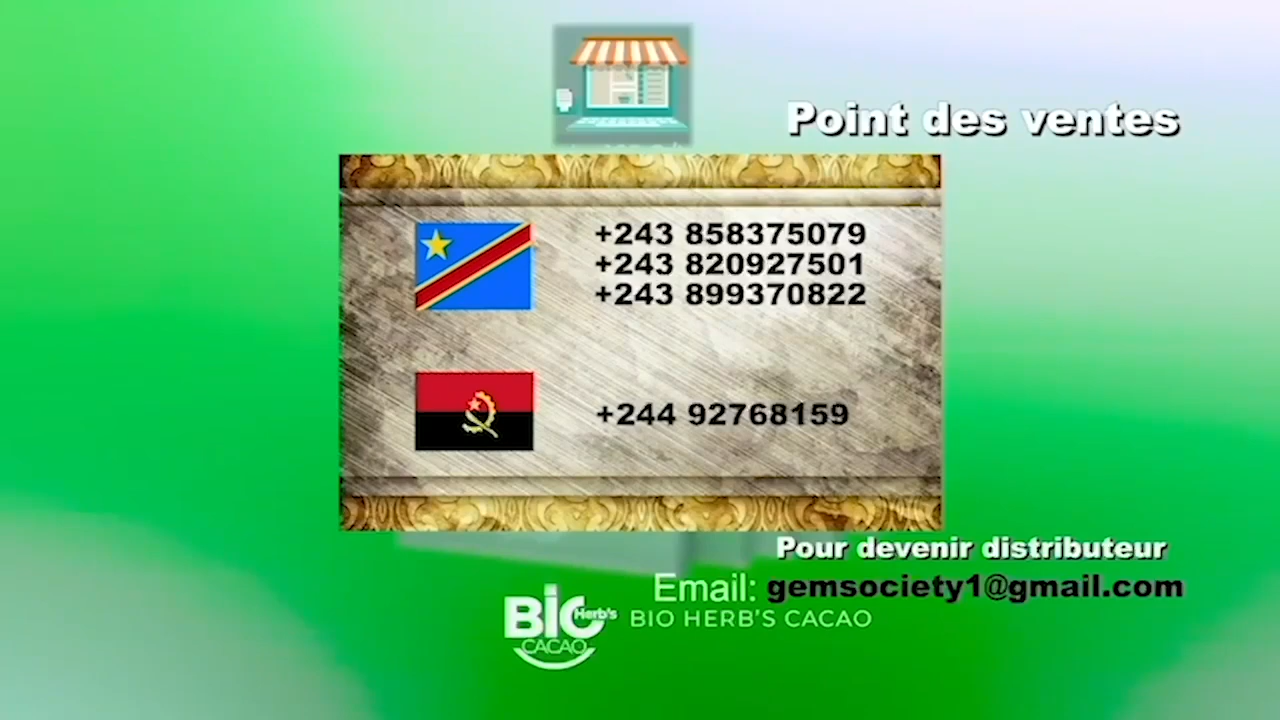 Point des ventes
+243 858375079
+243 820927501
+243 899370822
+244 92768159
Pour devenir distributeur
Email: gemsociety1@gmail.com
BIO Herb's
CACAO
BIO HERB'S CACAO